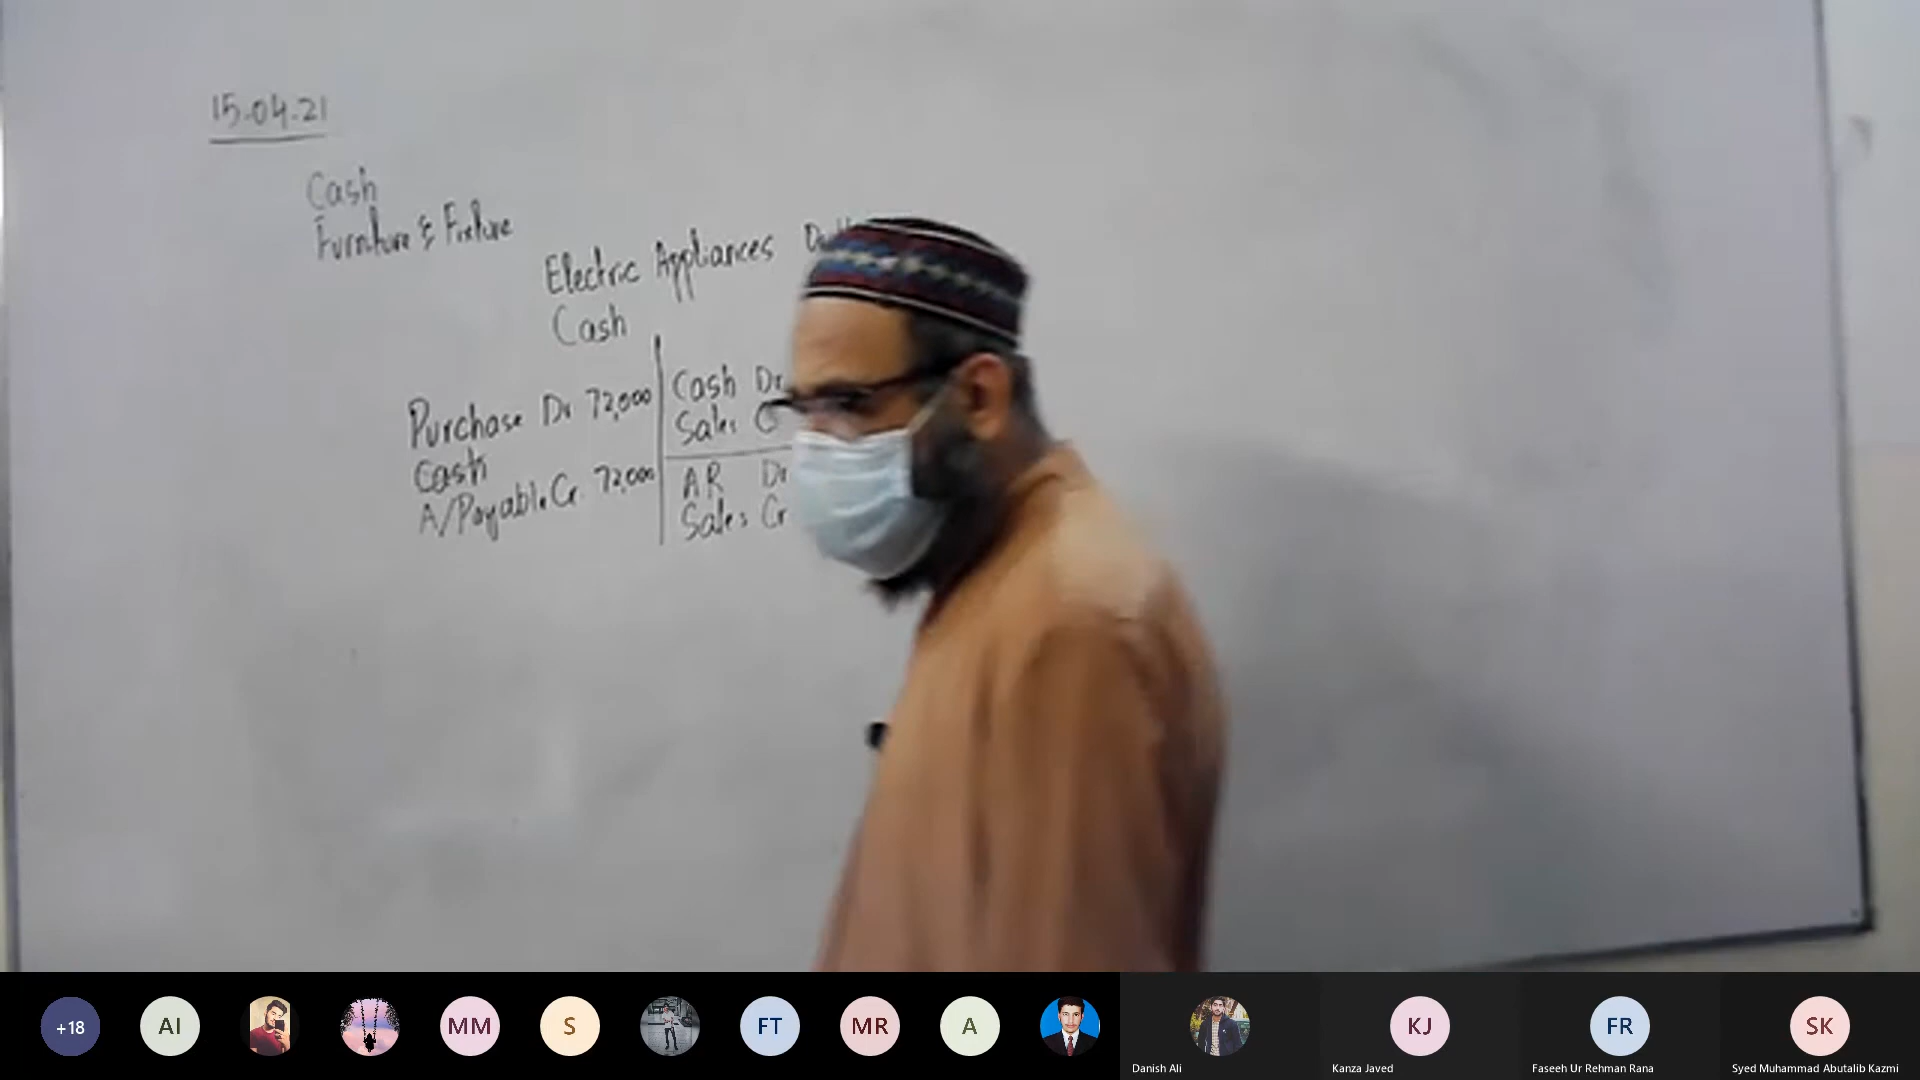 15-04-21
Cash
Furniture & Fixture
Electric Appliances Dr
Cash
Purchase Dr 72,000
Cash
A/Payable Cr 72,000
Cash Dr
Sales C
AR Dr
Sales Cr
+18
AI
MM
S
FT
MR
A
KJ
FR
SK
Danish Ali
Kanza Javed
Faseeh Ur Rehman Rana
Syed Muhammad Abutalib Kazmi